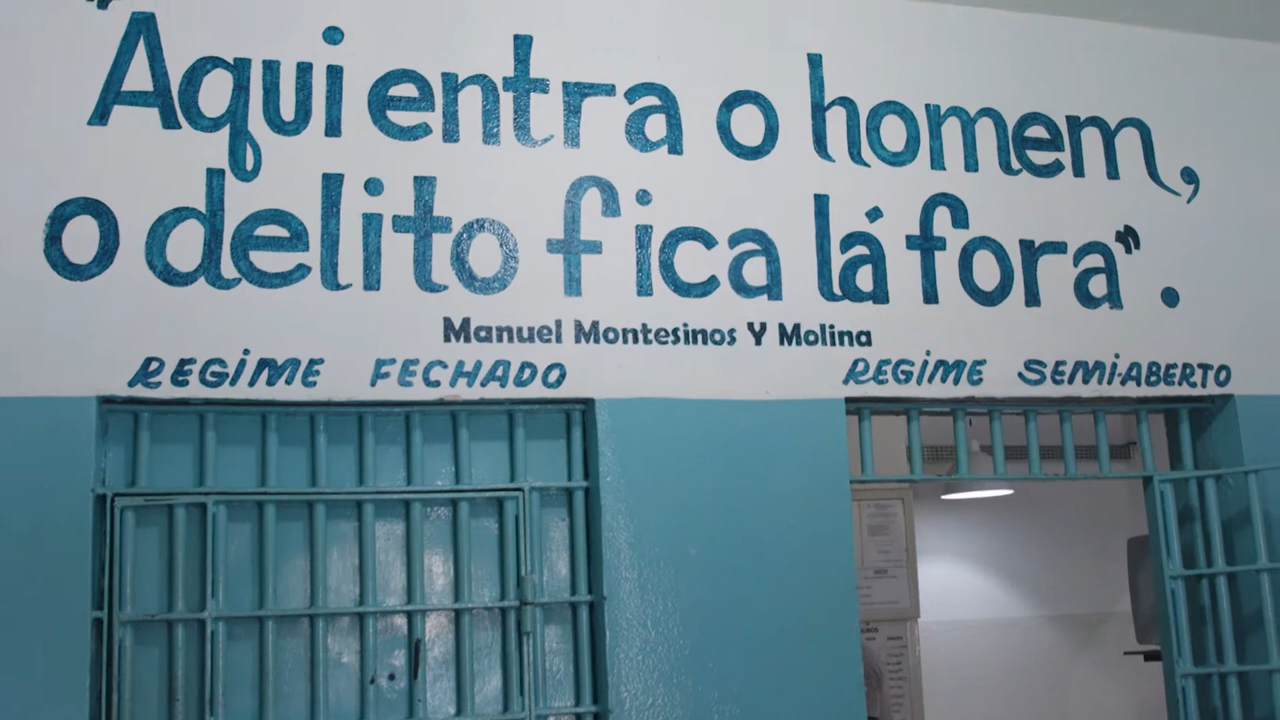 "Aqui entra o homem,
o delito fica lá fora".
Manuel Montesinos Y Molina
REGIME FECHADO
REGIME SEMI-ABERTO